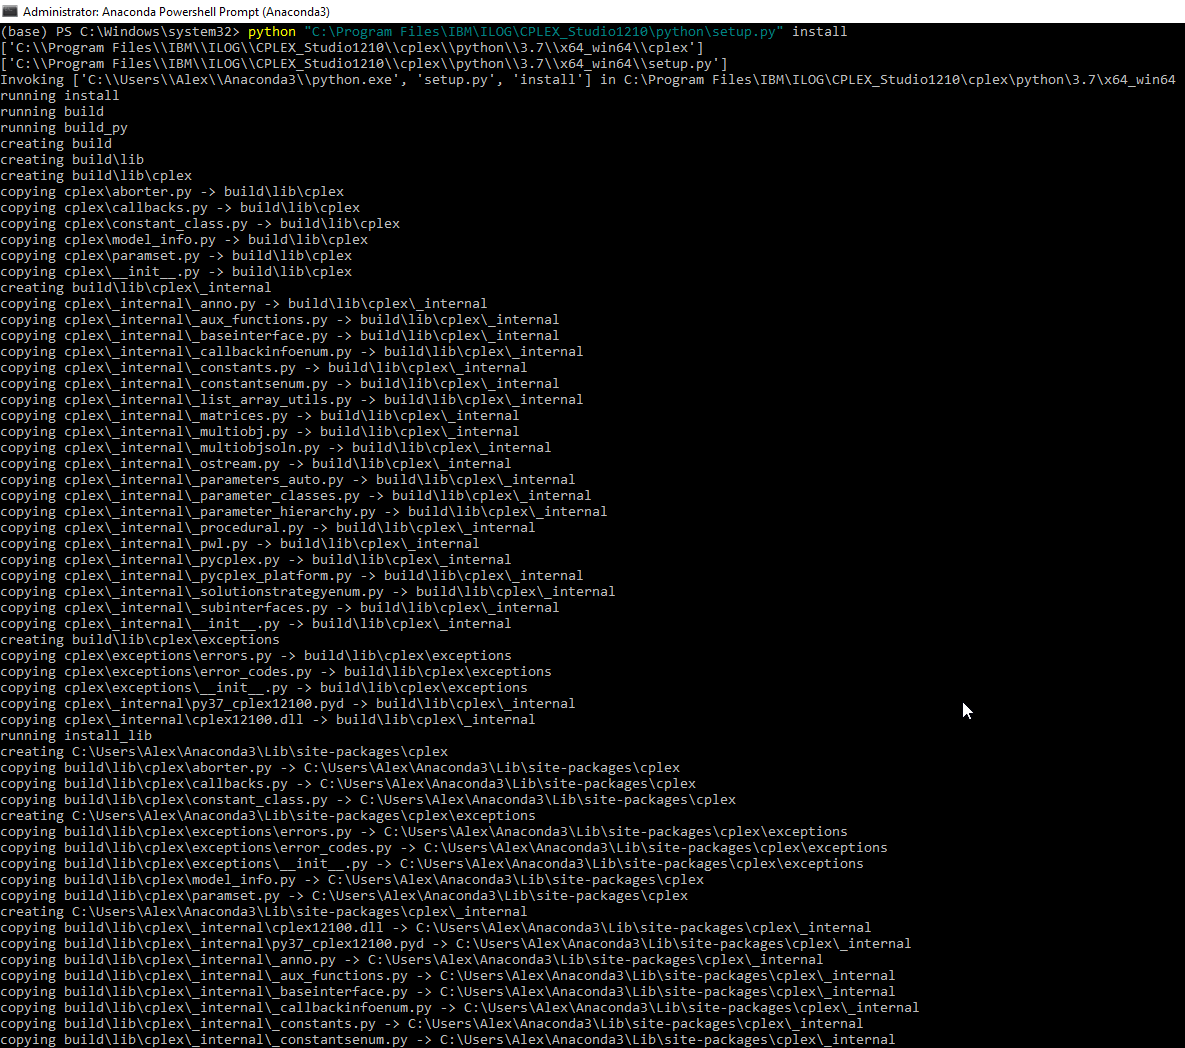 Administrator: Anaconda Powershell Prompt (Anaconda3)
(base) PS C:\Windows\system32> python "C:\Program Files\IBM\ILOG\CPLEX_Studio1210\python\setup.py" install
['C:\\Program Files\\IBM\\ILOG\\CPLEX_Studio1210\\cplex\\python\\3.7\\x64_win64\\cplex']
['C:\\Program Files\\IBM\\ILOG\\CPLEX_Studio1210\\cplex\\python\\3.7\\x64_win64\\setup.py']
Invoking ['C:\\Users\\Alex\\Anaconda3\\python.exe', 'setup.py', 'install'] in C:\Program Files\IBM\ILOG\CPLEX_Studio1210\cplex\python\3.7\x64_win64
running install
running build
running build_py
creating build
creating build\lib
creating build\lib\cplex
copying cplex\aborter.py -> build\lib\cplex
copying cplex\callbacks.py -> build\lib\cplex
copying cplex\constant_class.py -> build\lib\cplex
copying cplex\model_info.py -> build\lib\cplex
copying cplex\paramset.py -> build\lib\cplex
copying cplex\__init__.py -> build\lib\cplex
creating build\lib\cplex\_internal
copying cplex\_internal\_anno.py -> build\lib\cplex\_internal
copying cplex\_internal\_aux_functions.py -> build\lib\cplex\_internal
copying cplex\_internal\_baseinterface.py -> build\lib\cplex\_internal
copying cplex\_internal\_callbackinfoenum.py -> build\lib\cplex\_internal
copying cplex\_internal\_constants.py -> build\lib\cplex\_internal
copying cplex\_internal\_constantsenum.py -> build\lib\cplex\_internal
copying cplex\_internal\_list_array_utils.py -> build\lib\cplex\_internal
copying cplex\_internal\_matrices.py -> build\lib\cplex\_internal
copying cplex\_internal\_multiobj.py -> build\lib\cplex\_internal
copying cplex\_internal\_multiobjsoln.py -> build\lib\cplex\_internal
copying cplex\_internal\_ostream.py -> build\lib\cplex\_internal
copying cplex\_internal\_parameters_auto.py -> build\lib\cplex\_internal
copying cplex\_internal\_parameter_classes.py -> build\lib\cplex\_internal
copying cplex\_internal\_parameter_hierarchy.py -> build\lib\cplex\_internal
copying cplex\_internal\_procedural.py -> build\lib\cplex\_internal
copying cplex\_internal\_pwl.py -> build\lib\cplex\_internal
copying cplex\_internal\_pycplex.py -> build\lib\cplex\_internal
copying cplex\_internal\_pycplex_platform.py -> build\lib\cplex\_internal
copying cplex\_internal\_solutionstrategyenum.py -> build\lib\cplex\_internal
copying cplex\_internal\_subinterfaces.py -> build\lib\cplex\_internal
copying cplex\_internal\__init__.py -> build\lib\cplex\_internal
creating build\lib\cplex\exceptions
copying cplex\exceptions\errors.py -> build\lib\cplex\exceptions
copying cplex\exceptions\error_codes.py -> build\lib\cplex\exceptions
copying cplex\exceptions\__init__.py -> build\lib\cplex\exceptions
copying cplex\_internal\py37_cplex12100.pyd -> build\lib\cplex\_internal
copying cplex\_internal\cplex12100.dll -> build\lib\cplex\_internal
running install_lib
creating C:\Users\Alex\Anaconda3\Lib\site-packages\cplex
copying build\lib\cplex\aborter.py -> C:\Users\Alex\Anaconda3\Lib\site-packages\cplex
copying build\lib\cplex\callbacks.py -> C:\Users\Alex\Anaconda3\Lib\site-packages\cplex
copying build\lib\cplex\constant_class.py -> C:\Users\Alex\Anaconda3\Lib\site-packages\cplex
creating C:\Users\Alex\Anaconda3\Lib\site-packages\cplex\exceptions
copying build\lib\cplex\exceptions\errors.py -> C:\Users\Alex\Anaconda3\Lib\site-packages\cplex\exceptions
copying build\lib\cplex\exceptions\error_codes.py -> C:\Users\Alex\Anaconda3\Lib\site-packages\cplex\exceptions
copying build\lib\cplex\exceptions\__init__.py -> C:\Users\Alex\Anaconda3\Lib\site-packages\cplex\exceptions
copying build\lib\cplex\model_info.py -> C:\Users\Alex\Anaconda3\Lib\site-packages\cplex
copying build\lib\cplex\paramset.py -> C:\Users\Alex\Anaconda3\Lib\site-packages\cplex
creating C:\Users\Alex\Anaconda3\Lib\site-packages\cplex\_internal
copying build\lib\cplex\_internal\cplex12100.dll -> C:\Users\Alex\Anaconda3\Lib\site-packages\cplex\_internal
copying build\lib\cplex\_internal\py37_cplex12100.pyd -> C:\Users\Alex\Anaconda3\Lib\site-packages\cplex\_internal
copying build\lib\cplex\_internal\_anno.py -> C:\Users\Alex\Anaconda3\Lib\site-packages\cplex\_internal
copying build\lib\cplex\_internal\_aux_functions.py -> C:\Users\Alex\Anaconda3\Lib\site-packages\cplex\_internal
copying build\lib\cplex\_internal\_baseinterface.py -> C:\Users\Alex\Anaconda3\Lib\site-packages\cplex\_internal
copying build\lib\cplex\_internal\_callbackinfoenum.py -> C:\Users\Alex\Anaconda3\Lib\site-packages\cplex\_internal
copying build\lib\cplex\_internal\_constants.py -> C:\Users\Alex\Anaconda3\Lib\site-packages\cplex\_internal
copying build\lib\cplex\_internal\_constantsenum.py -> C:\Users\Alex\Anaconda3\Lib\site-packages\cplex\_internal